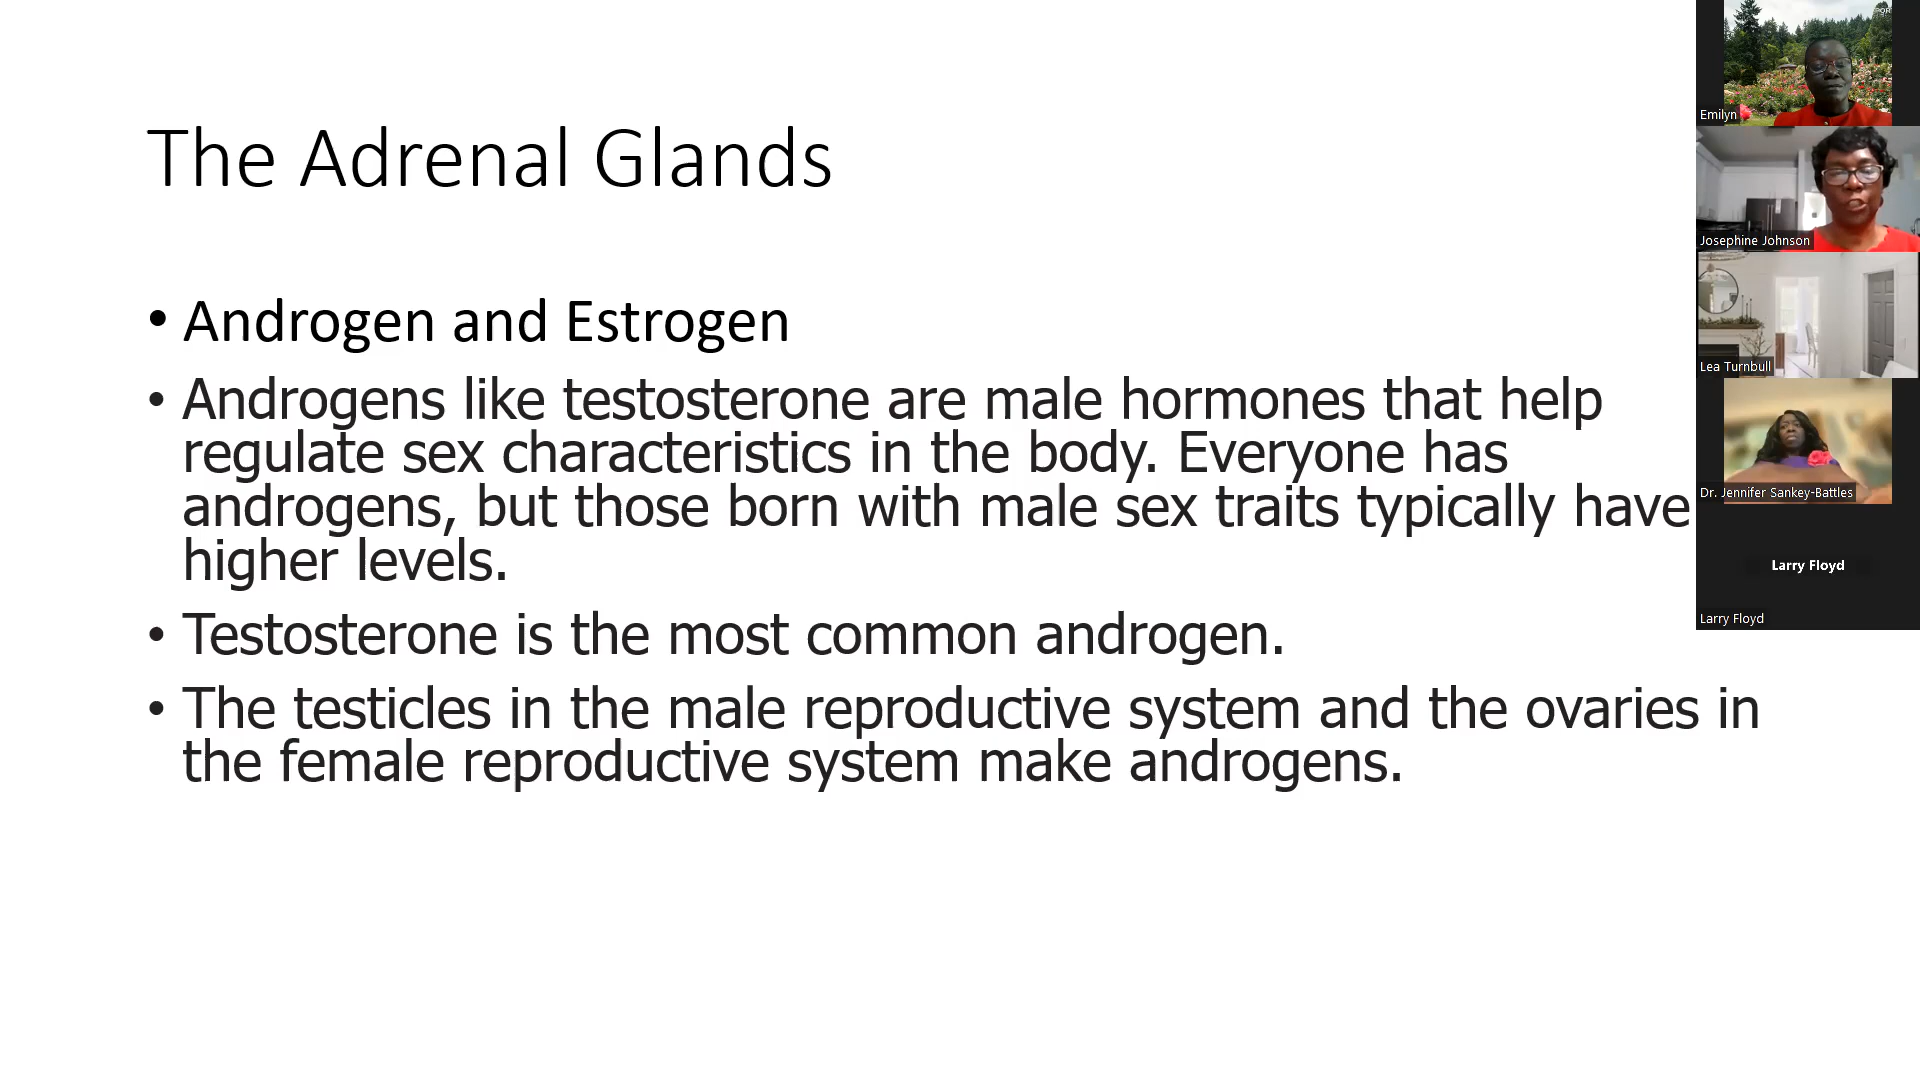 The Adrenal Glands
• Androgen and Estrogen
• Androgens like testosterone are male hormones that help
regulate sex characteristics in the body. Everyone has
androgens, but those born with male sex traits typically have
higher levels.
• Testosterone is the most common androgen.
• The testicles in the male reproductive system and the ovaries in
the female reproductive system make androgens.
Emilyn
Josephine Johnson
Lea Turnbull
Dr. Jennifer Sankey-Battles
Larry Floyd
Larry Floyd